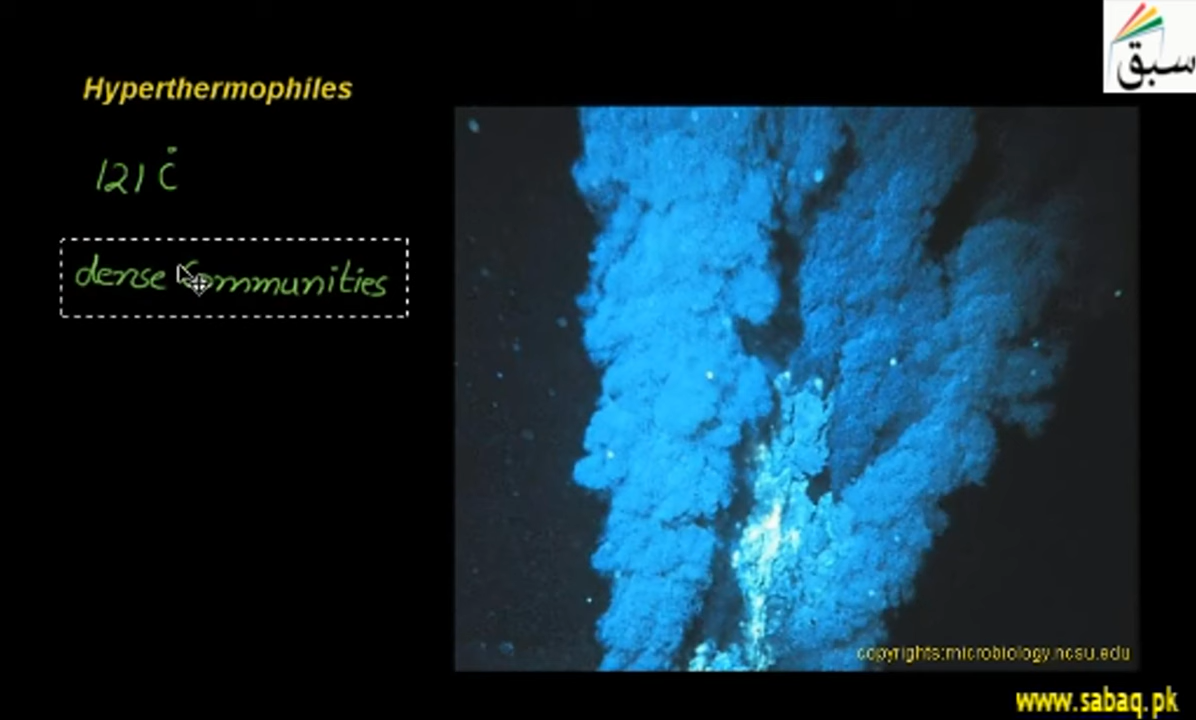 سبق
Hyperthermophiles
121 C°
dense Communities
copyrights:microbiology.ncsu.edu
www.sabaq.pk